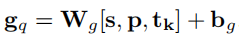 g_q = W_g[s, p, t_k] + b_g